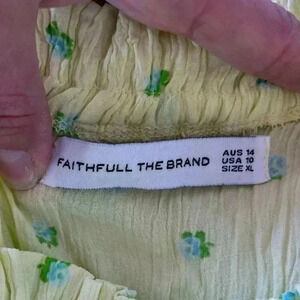 FAITHFULL THE BRAND
AUS 14
USA 10
SIZE XL